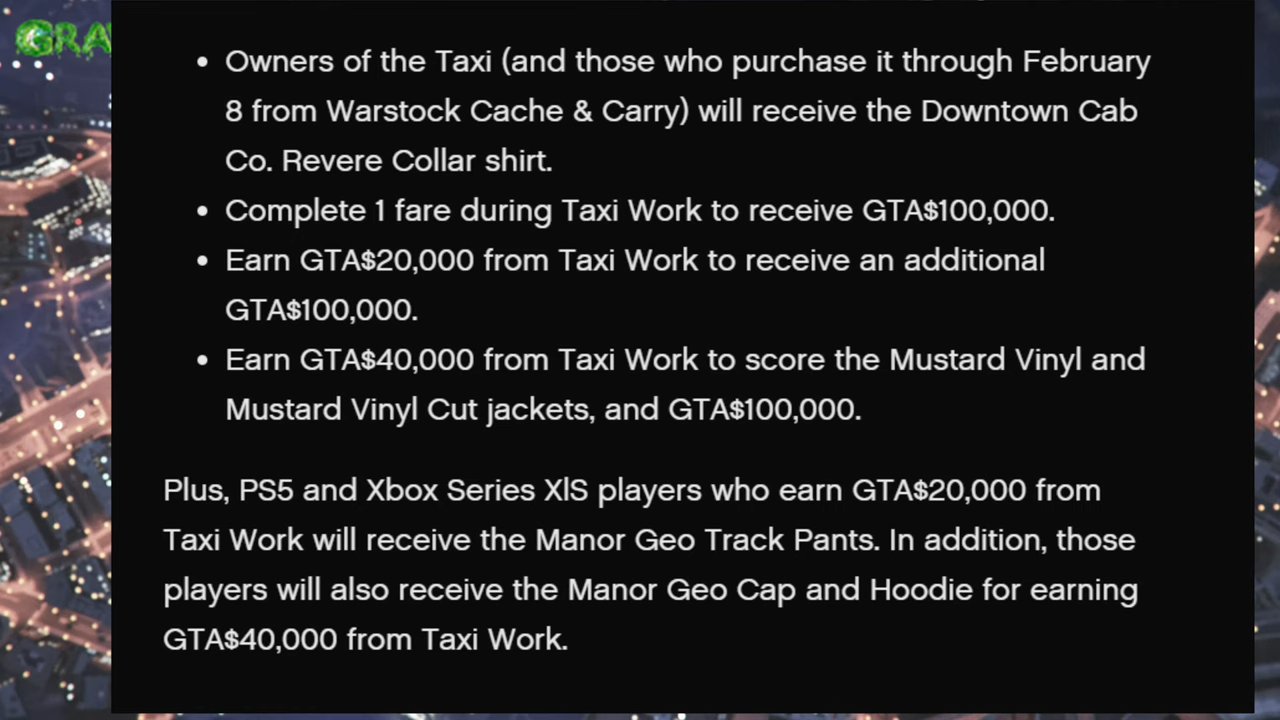 GRA
• Owners of the Taxi (and those who purchase it through February
8 from Warstock Cache & Carry) will receive the Downtown Cab
Co. Revere Collar shirt.
• Complete 1 fare during Taxi Work to receive GTA$100,000.
• Earn GTA$20,000 from Taxi Work to receive an additional
GTA$100,000.
• Earn GTA$40,000 from Taxi Work to score the Mustard Vinyl and
Mustard Vinyl Cut jackets, and GTA$100,000.
Plus, PS5 and Xbox Series X|S players who earn GTA$20,000 from
Taxi Work will receive the Manor Geo Track Pants. In addition, those
players will also receive the Manor Geo Cap and Hoodie for earning
GTA$40,000 from Taxi Work.